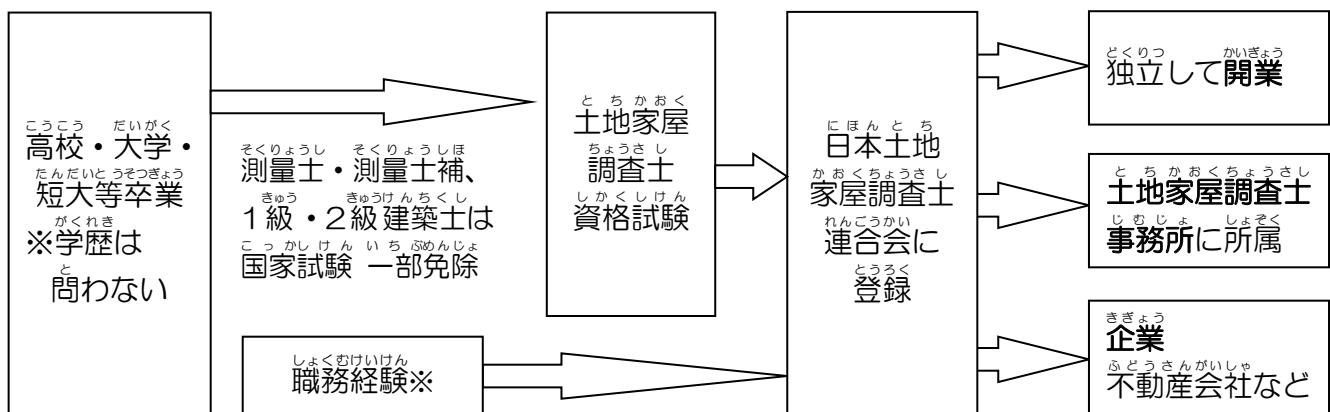 高校・大学・
短大等卒業
※学歴は
問わない
測量士・測量士補、
1級・2級建築士は
国家試験 一部免除
職務経験※
土地家屋
調査士
資格試験
日本土地
家屋調査士
連合会に
登録
独立して開業
土地家屋調査士
事務所に所属
企業
不動産会社など